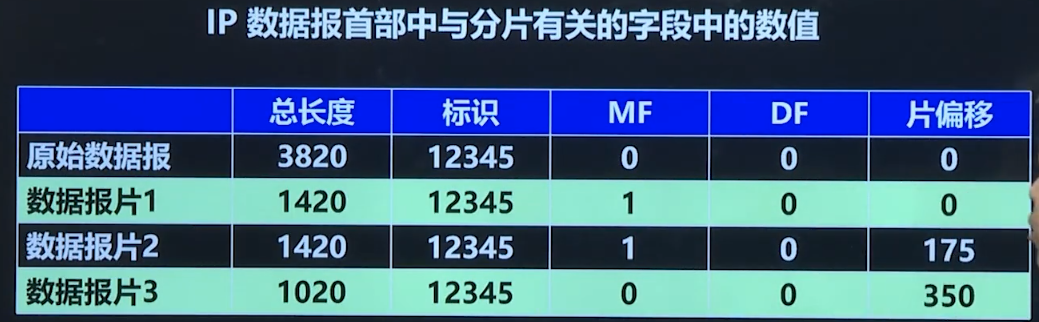 IP 数据报首部中与分片有关的字段中的数值
总长度 标识 MF DF 片偏移
原始数据报 3820 12345 0 0 0
数据报片1 1420 12345 1 0 0
数据报片2 1420 12345 1 0 175
数据报片3 1020 12345 0 0 350